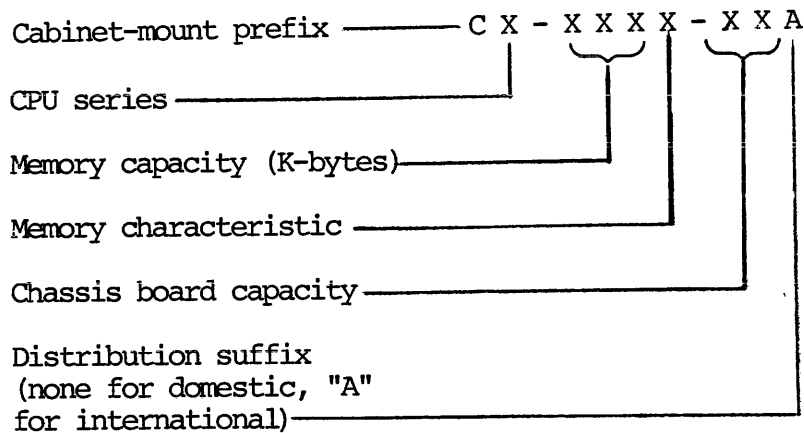 Cabinet-mount prefix C X - X X X X - X X A
CPU series
Memory capacity (K-bytes)
Memory characteristic
Chassis board capacity
Distribution suffix
(none for domestic, "A"
for international)